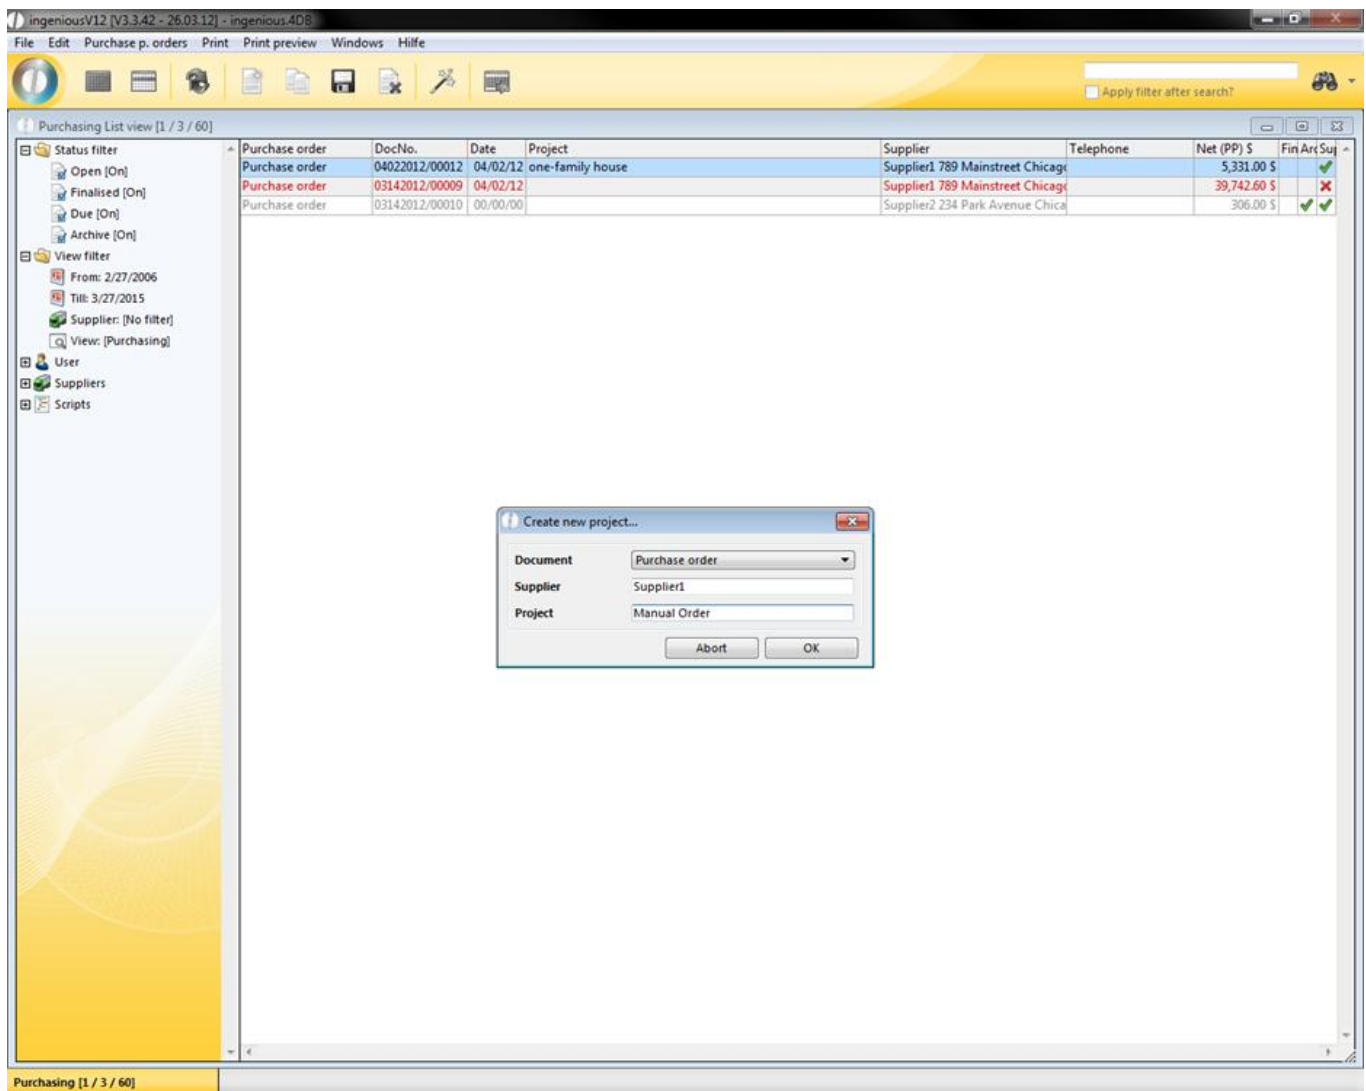 ingeniousV12 [V3.3.42 - 26.03.12] - ingenious.4DB
File Edit Purchase p. orders Print Print preview Windows Hilfe
Apply filter after search?
Purchasing List view [1 / 3 / 60]
Status filter
Open [On]
Finalised [On]
Due [On]
Archive [On]
View filter
From: 2/27/2006
Till: 3/27/2015
Supplier: [No filter]
View: [Purchasing]
User
Suppliers
Scripts
Purchase order DocNo. Date Project Supplier Telephone Net (PP) $ Fin Arc Sup
Purchase order 04022012/00012 04/02/12 one-family house Supplier1 789 Mainstreet Chicago 5,331.00 $
Purchase order 03142012/00009 04/02/12 Supplier1 789 Mainstreet Chicago 39,742.60 $
Purchase order 03142012/00010 00/00/00 Supplier2 234 Park Avenue Chica 306.00 $
Create new project...
Document Purchase order
Supplier Supplier1
Project Manual Order
Abort OK
Purchasing [1 / 3 / 60]